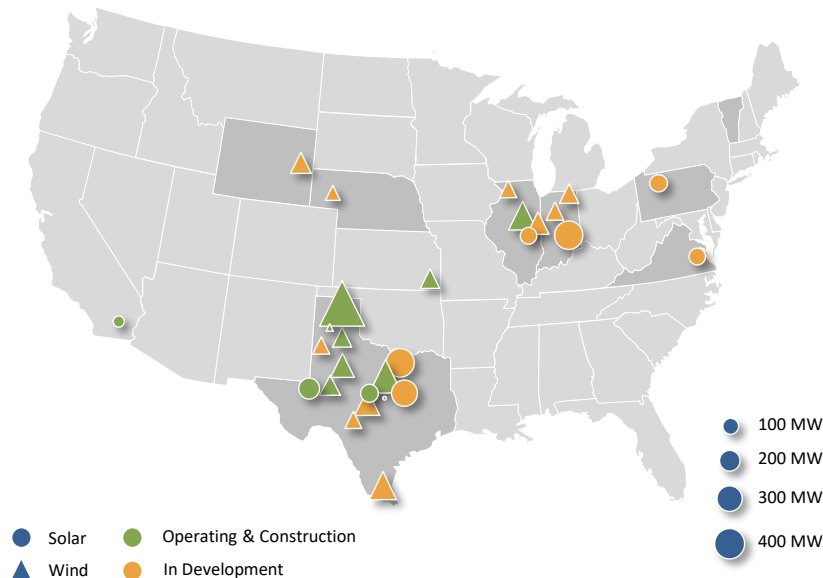 100 MW
200 MW
300 MW
400 MW
Solar
Operating & Construction
Wind
In Development